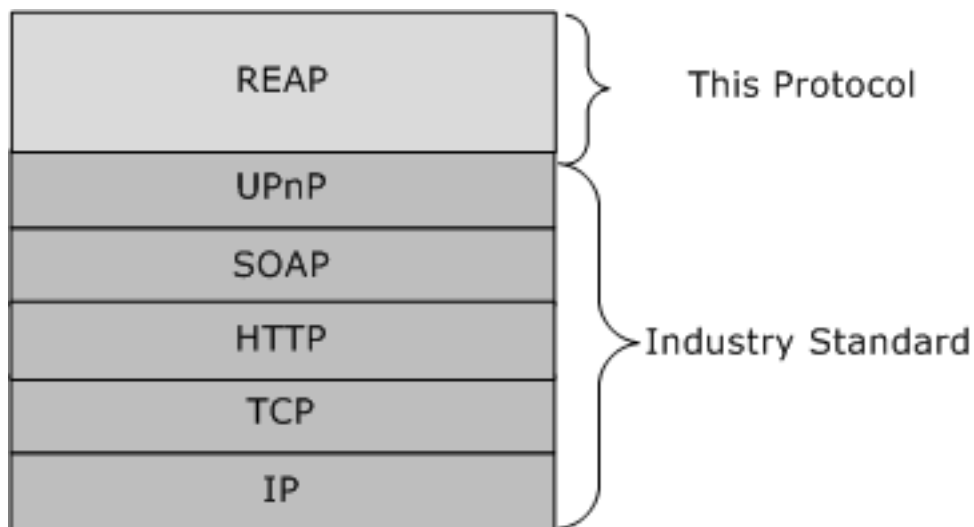 REAP
This Protocol
UPnP
SOAP
HTTP
Industry Standard
TCP
IP